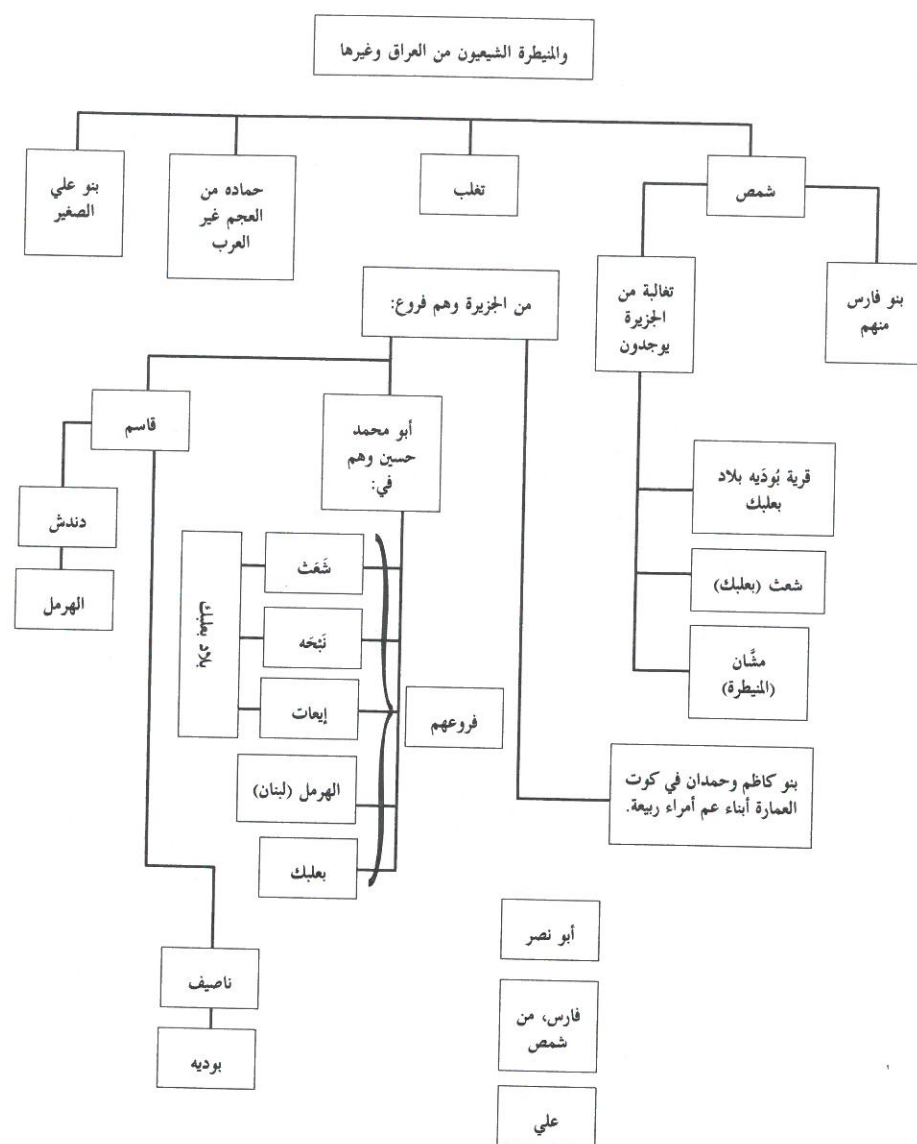 والمنيطرة الشيعيون من العراق وغيرها
شمص
تغلب
حماده من
العجم غير
العرب
بنو علي
الصغير
بنو فارس
منهم
تغالبة من
الجزيرة
يوجدون
من الجزيرة وهم فروع:
قرية بُودَيه بلاد
بعلبك
شعث (بعلبك)
مشَّان
(المنيطرة)
بنو كاظم وحمدان في كوت
العمارة أبناء عم أمراء ربيعة.
أبو محمد
حسين وهم
في:
قاسم
دندش
الهرمل
شَعَث
نَبْحَه
إيعات
بلاد بعلبك
فروعهم
الهرمل (لبنان)
بعلبك
ناصيف
بوديه
أبو نصر
فارس، من
شمص
علي